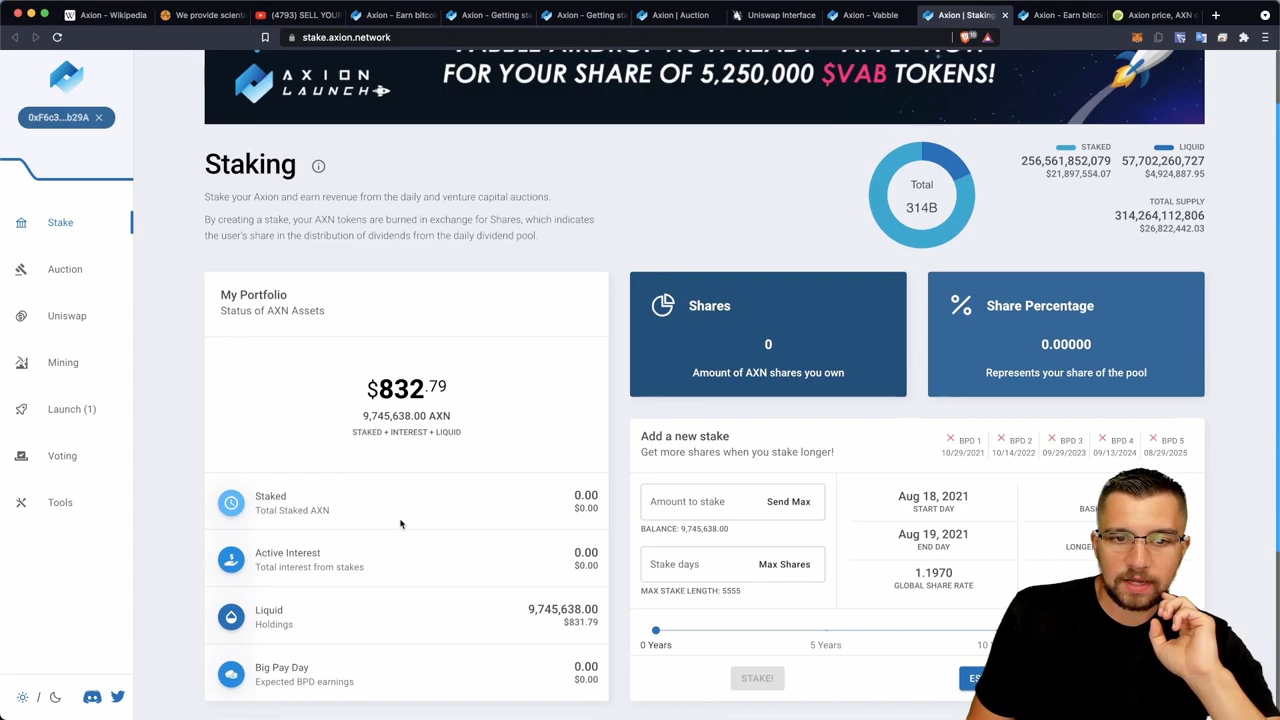 Axion - Wikipedia
We provide scienti
(4793) SELL YOUR
Axion - Earn bitco
Axion - Getting sta
Axion - Getting sta
Axion | Auction
Uniswap Interface
Axion - Vabble
Axion | Staking
Axion - Earn bitco
Axion price, AXN c
stake.axion.network
10
VABBLE AIRDROP NOW READY - APPLY NOW
FOR YOUR SHARE OF 5,250,000 $VAB TOKENS!
AXION
LAUNCH
0xF6c3...b29A
Stake
Auction
Uniswap
Mining
Launch (1)
Voting
Tools
Staking
Stake your Axion and earn revenue from the daily and venture capital auctions.
By creating a stake, your AXN tokens are burned in exchange for Shares, which indicates
the user's share in the distribution of dividends from the daily dividend pool.
Total
314B
STAKED
256,561,852,079
$21,897,554.07
LIQUID
57,702,260,727
$4,924,887.95
TOTAL SUPPLY
314,264,112,806
$26,822,442.03
My Portfolio
Status of AXN Assets
$832.79
9,745,638.00 AXN
STAKED + INTEREST + LIQUID
Staked
Total Staked AXN
0.00
$0.00
Active Interest
Total interest from stakes
0.00
$0.00
Liquid
Holdings
9,745,638.00
$831.79
Big Pay Day
Expected BPD earnings
0.00
$0.00
Shares
0
Amount of AXN shares you own
Share Percentage
0.00000
Represents your share of the pool
Add a new stake
Get more shares when you stake longer!
BPD 1
10/29/2021
BPD 2
10/14/2022
BPD 3
09/29/2023
BPD 4
09/13/2024
BPD 5
08/29/2025
Amount to stake
Send Max
BALANCE: 9,745,638.00
Stake days
Max Shares
MAX STAKE LENGTH: 5555
Aug 18, 2021
START DAY
Aug 19, 2021
END DAY
1.1970
GLOBAL SHARE RATE
BAS
LONGE
0 Years
5 Years
10
STAKE!
ES